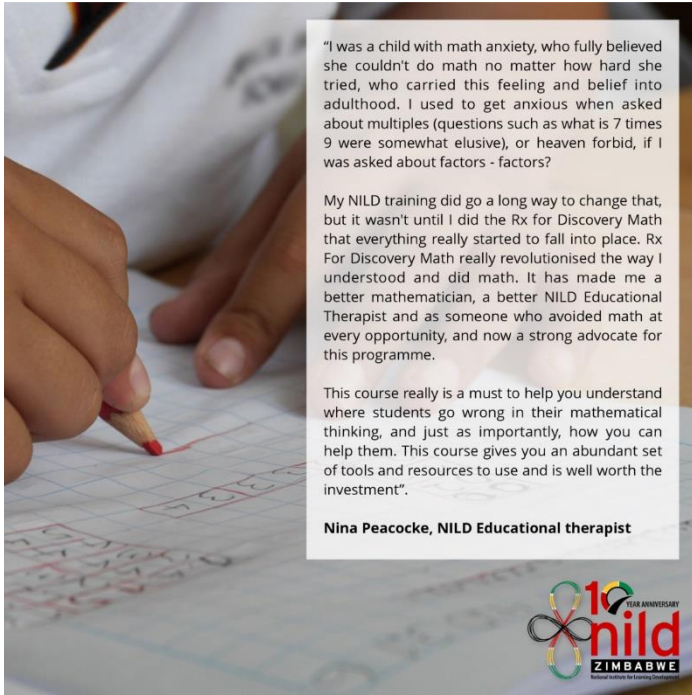 “I was a child with math anxiety, who fully believed
she couldn't do math no matter how hard she
tried, who carried this feeling and belief into
adulthood. I used to get anxious when asked
about multiples (questions such as what is 7 times
9 were somewhat elusive), or heaven forbid, if I
was asked about factors - factors?
My NILD training did go a long way to change that,
but it wasn't until I did the Rx for Discovery Math
that everything really started to fall into place. Rx
For Discovery Math really revolutionised the way I
understood and did math. It has made me a
better mathematician, a better NILD Educational
Therapist and as someone who avoided math at
every opportunity, and now a strong advocate for
this programme.
This course really is a must to help you understand
where students go wrong in their mathematical
thinking, and just as importantly, how you can
help them. This course gives you an abundant set
of tools and resources to use and is well worth the
investment”.
Nina Peacocke, NILD Educational therapist
10 YEAR ANNIVERSARY
nild
ZIMBABWE
National Institute for Learning Development